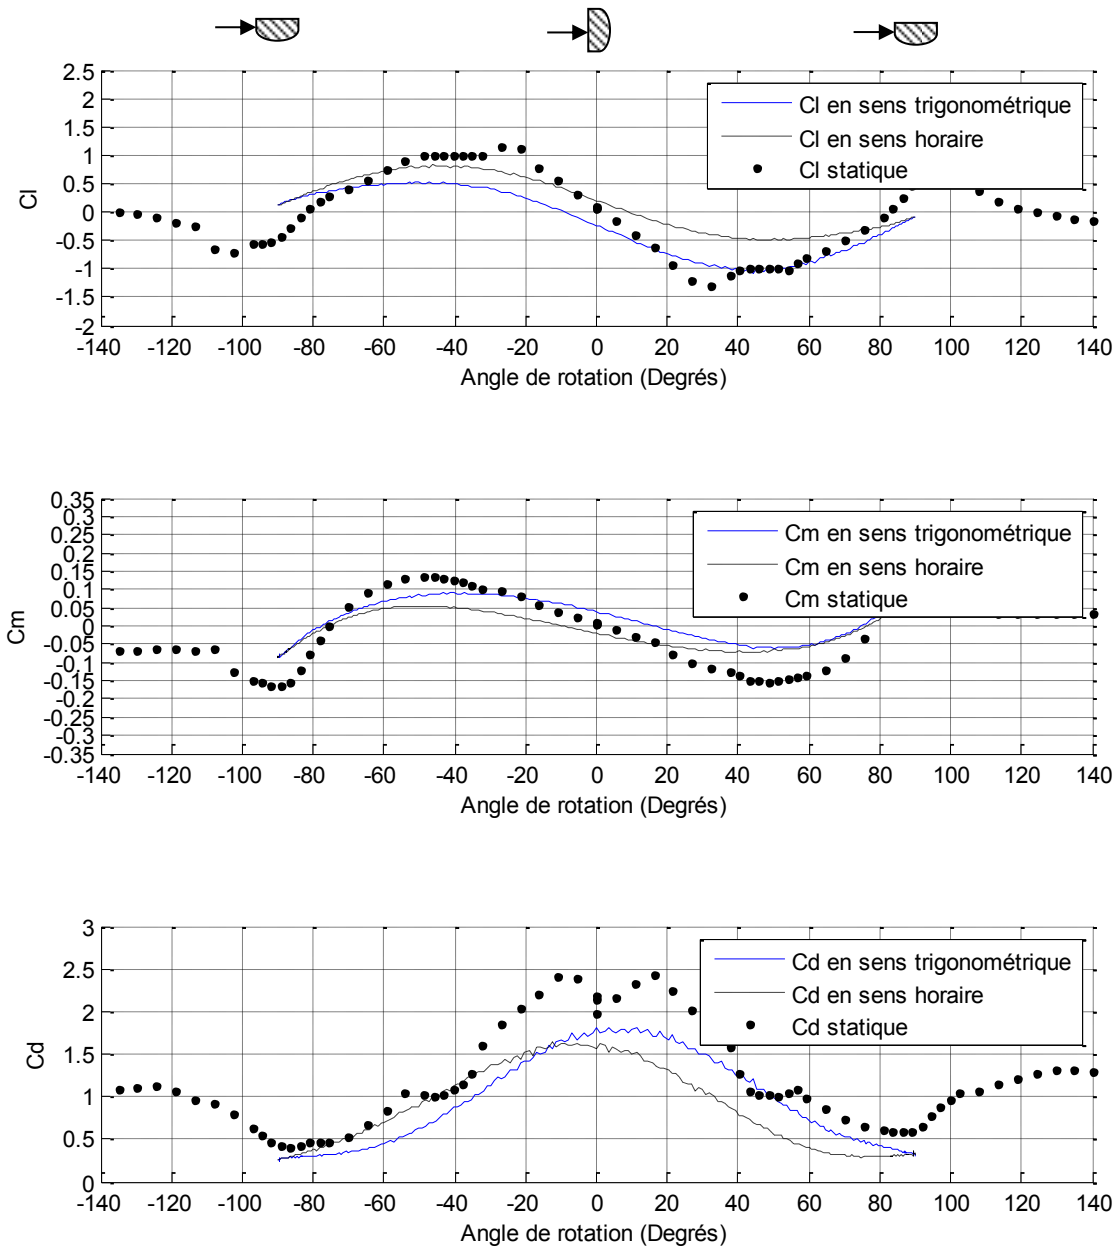 2.5
2
1.5
1
0.5
0
-0.5
-1
-1.5
-2
Cl
Cl en sens trigonométrique
Cl en sens horaire
Cl statique
-140 -120 -100 -80 -60 -40 -20 0 20 40 60 80 100 120 140
Angle de rotation (Degrés)
0.35
0.3
0.25
0.2
0.15
0.1
0.05
0
-0.05
-0.1
-0.15
-0.2
-0.25
-0.3
-0.35
Cm
Cm en sens trigonométrique
Cm en sens horaire
Cm statique
-140 -120 -100 -80 -60 -40 -20 0 20 40 60 80 100 120 140
Angle de rotation (Degrés)
3
2.5
2
1.5
1
0.5
0
Cd
Cd en sens trigonométrique
Cd en sens horaire
Cd statique
-140 -120 -100 -80 -60 -40 -20 0 20 40 60 80 100 120 140
Angle de rotation (Degrés)